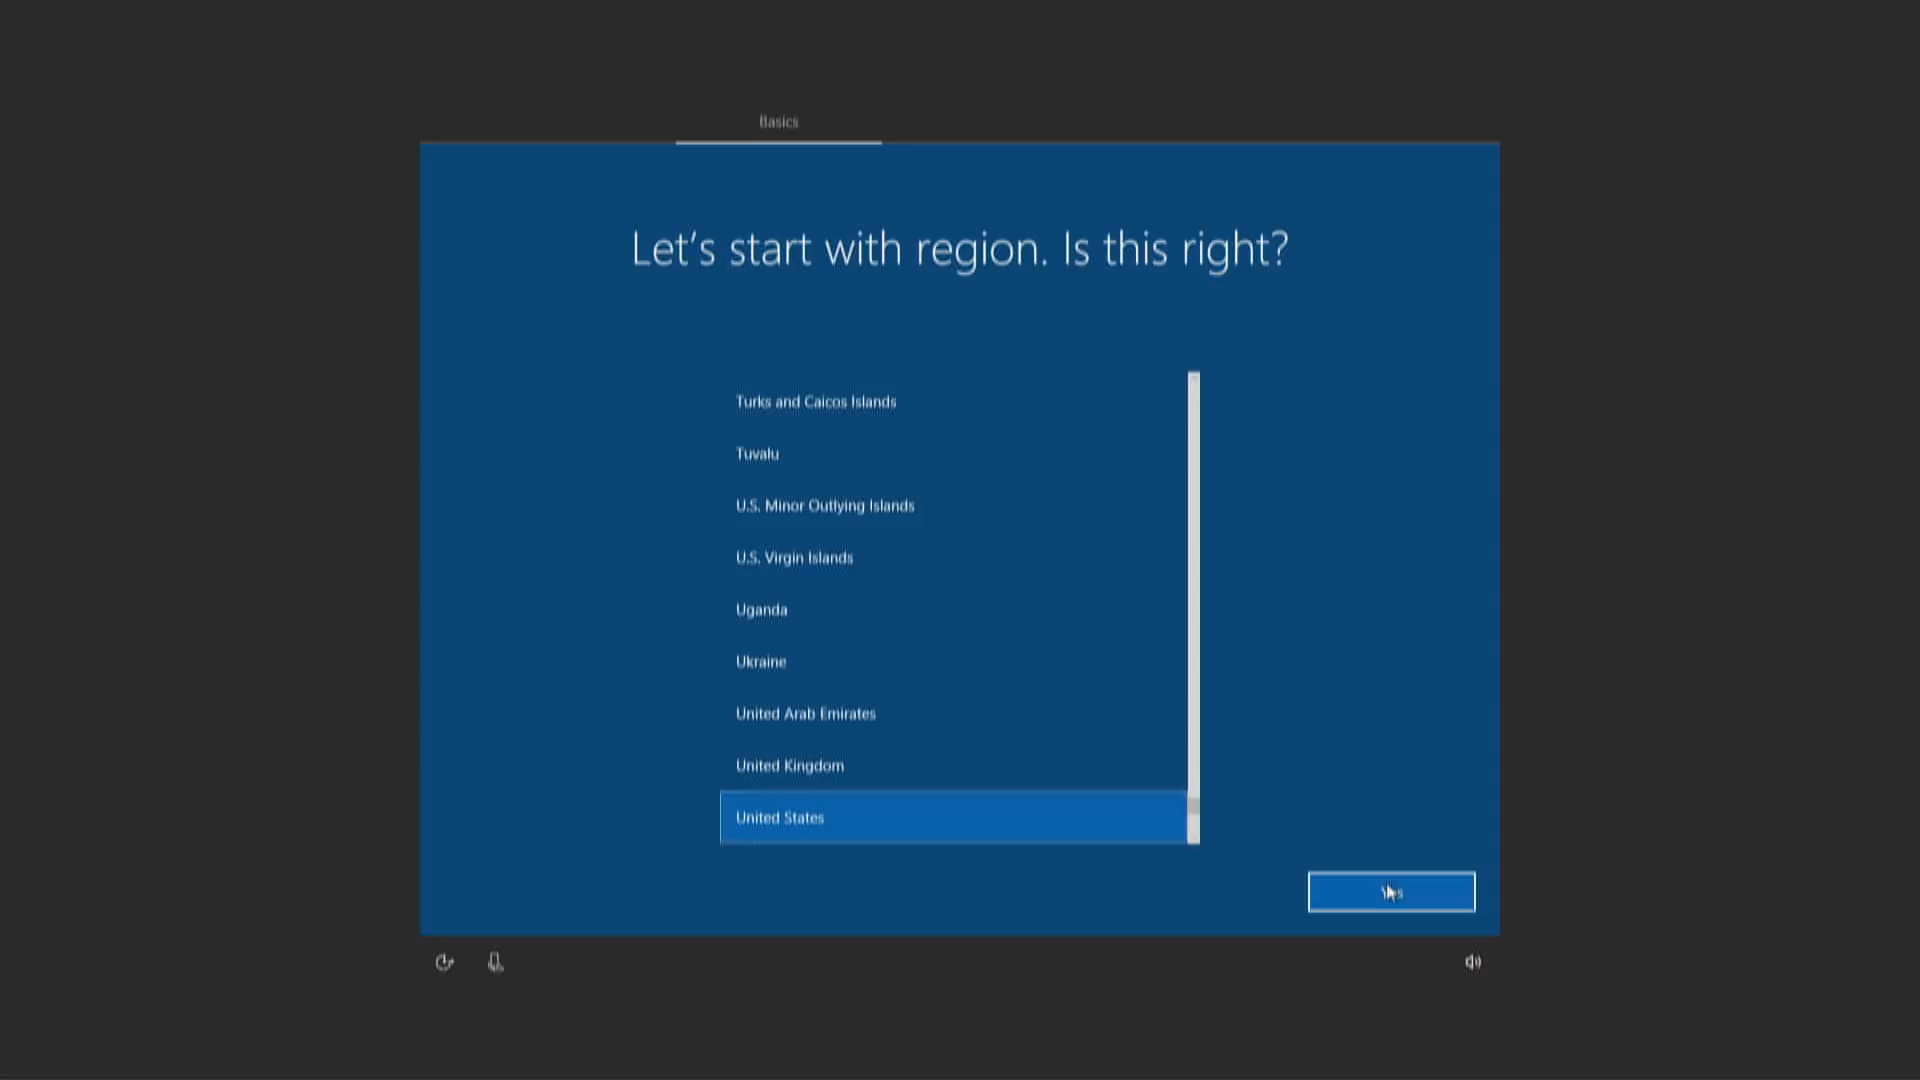 Basics
Let's start with region. Is this right?
Turks and Caicos Islands
Tuvalu
U.S. Minor Outlying Islands
U.S. Virgin Islands
Uganda
Ukraine
United Arab Emirates
United Kingdom
United States
Yes